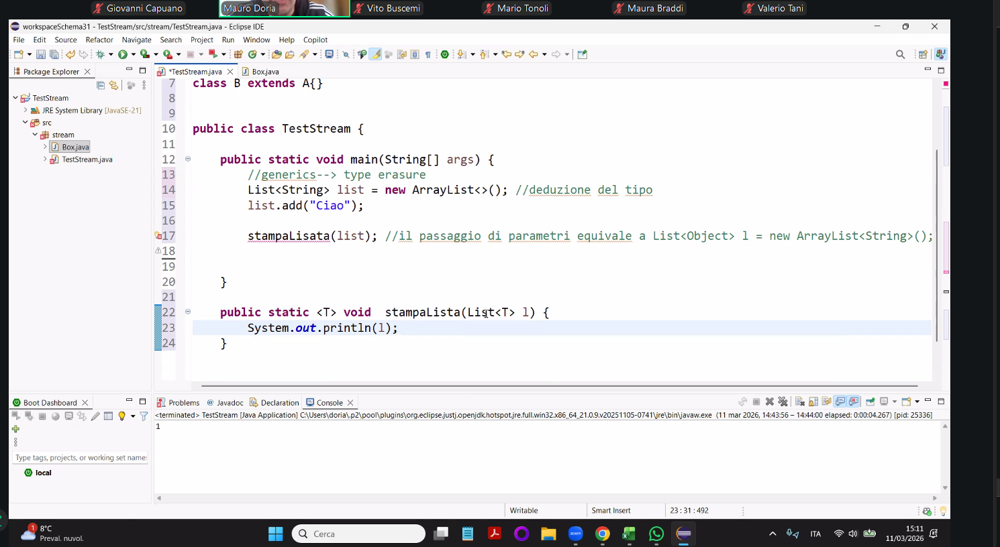 Giovanni Capuano
Mauro Doria
Vito Buscemi
Mario Tonoli
Maura Braddi
Valerio Tani
workspaceSchema31 - TestStream/src/stream/TestStream.java - Eclipse IDE
File Edit Source Refactor Navigate Search Project Run Window Help Copilot
Package Explorer
*TestStream.java
Box.java
TestStream
JRE System Library [JavaSE-21]
src
stream
Box.java
TestStream.java
7 class B extends A{}
8
9
10 public class TestStream {
11
12 public static void main(String[] args) {
13 //generics--> type erasure
14 List<String> list = new ArrayList<>(); //deduzione del tipo
15 list.add("Ciao");
16
17 stampaLisata(list); //il passaggio di parametri equivale a List<Object> l = new ArrayList<String>();
18
19
20 }
21
22 public static <T> void  stampaLista(List<T> l) {
23 System.out.println(l);
24 }
Boot Dashboard
Type tags, projects, or working set name:
local
Problems @ Javadoc Declaration Console
<terminated> TestStream [Java Application] C:\Users\doria\.p2\pool\plugins\org.eclipse.justj.openjdk.hotspot.jre.full.win32.x86_64_21.0.9.v20251105-0741\jre\bin\javaw.exe (11 mar 2026, 14:43:56 – 14:44:00 elapsed: 0:00:04.267) [pid: 25336]
1
Writable
Smart Insert
23 : 31 : 492
1
8°C
Preval. nuvol.
Cerca
zoom
ITA
15:11
11/03/2026